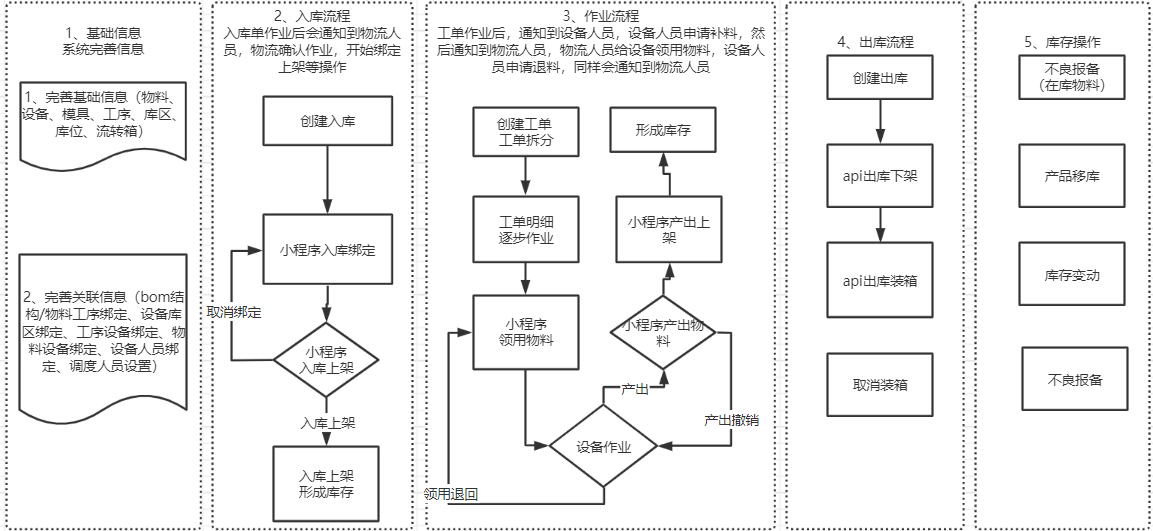 1、基础信息
系统完善信息
1、完善基础信息（物料、
设备、模具、工序、库区、
库位、流转箱）
2、完善关联信息（bom结
构/物料工序绑定、设备库
区绑定、工序设备绑定、物
料设备绑定、设备人员绑
定、调度人员设置）
2、入库流程
入库单作业后会通知到物流人
员，物流确认作业，开始绑定
上架等操作
创建入库
小程序入库绑定
取消绑定
小程序
入库上架
入库上架
入库上架
形成库存
3、作业流程
工单作业后，通知到设备人员，设备人员申请补料，然
后通知到物流人员，物流人员给设备领用物料，设备人
员申请退料，同样会通知到物流人员
创建工单
工单拆分
工单明细
逐步作业
小程序
领用物料
形成库存
小程序产出上
架
小程序产出物
料
产出
产出撤销
设备作业
领用退回
4、出库流程
创建出库
api出库下架
api出库装箱
取消装箱
5、库存操作
不良报备
（在库物料）
产品移库
库存变动
不良报备